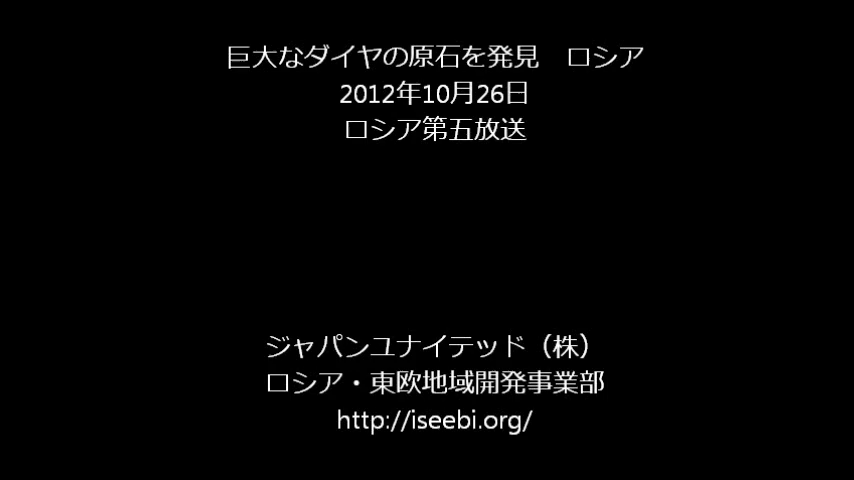 巨大なダイヤの原石を発見　ロシア
2012年10月26日
ロシア第五放送
ジャパンユナイテッド（株）
ロシア・東欧地域開発事業部
http://iseebi.org/